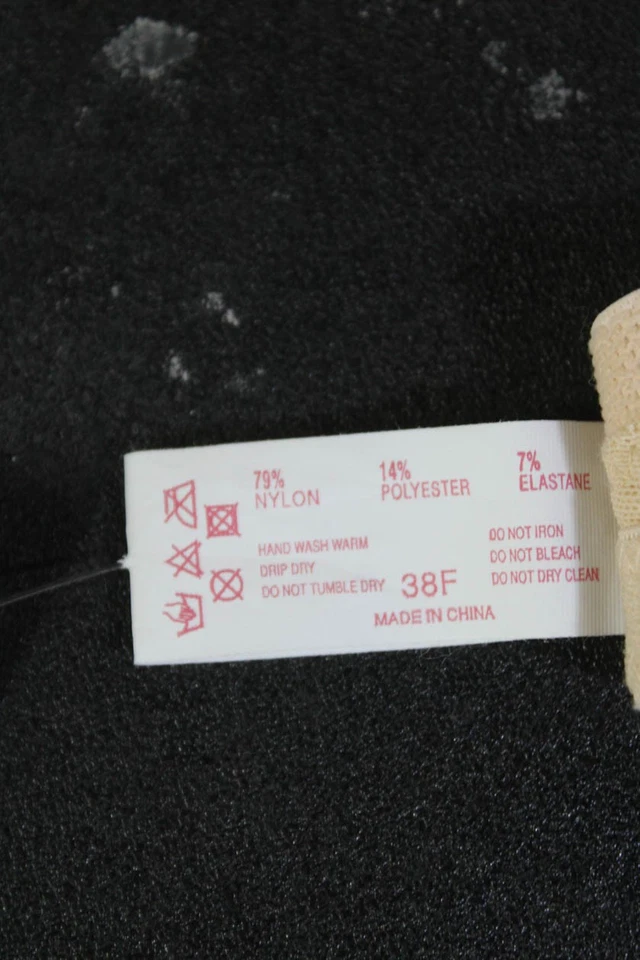 79% 14% 7%
NYLON POLYESTER ELASTANE
HAND WASH WARM
DRIP DRY
DO NOT TUMBLE DRY
DO NOT IRON
DO NOT BLEACH
DO NOT DRY CLEAN
38F
MADE IN CHINA